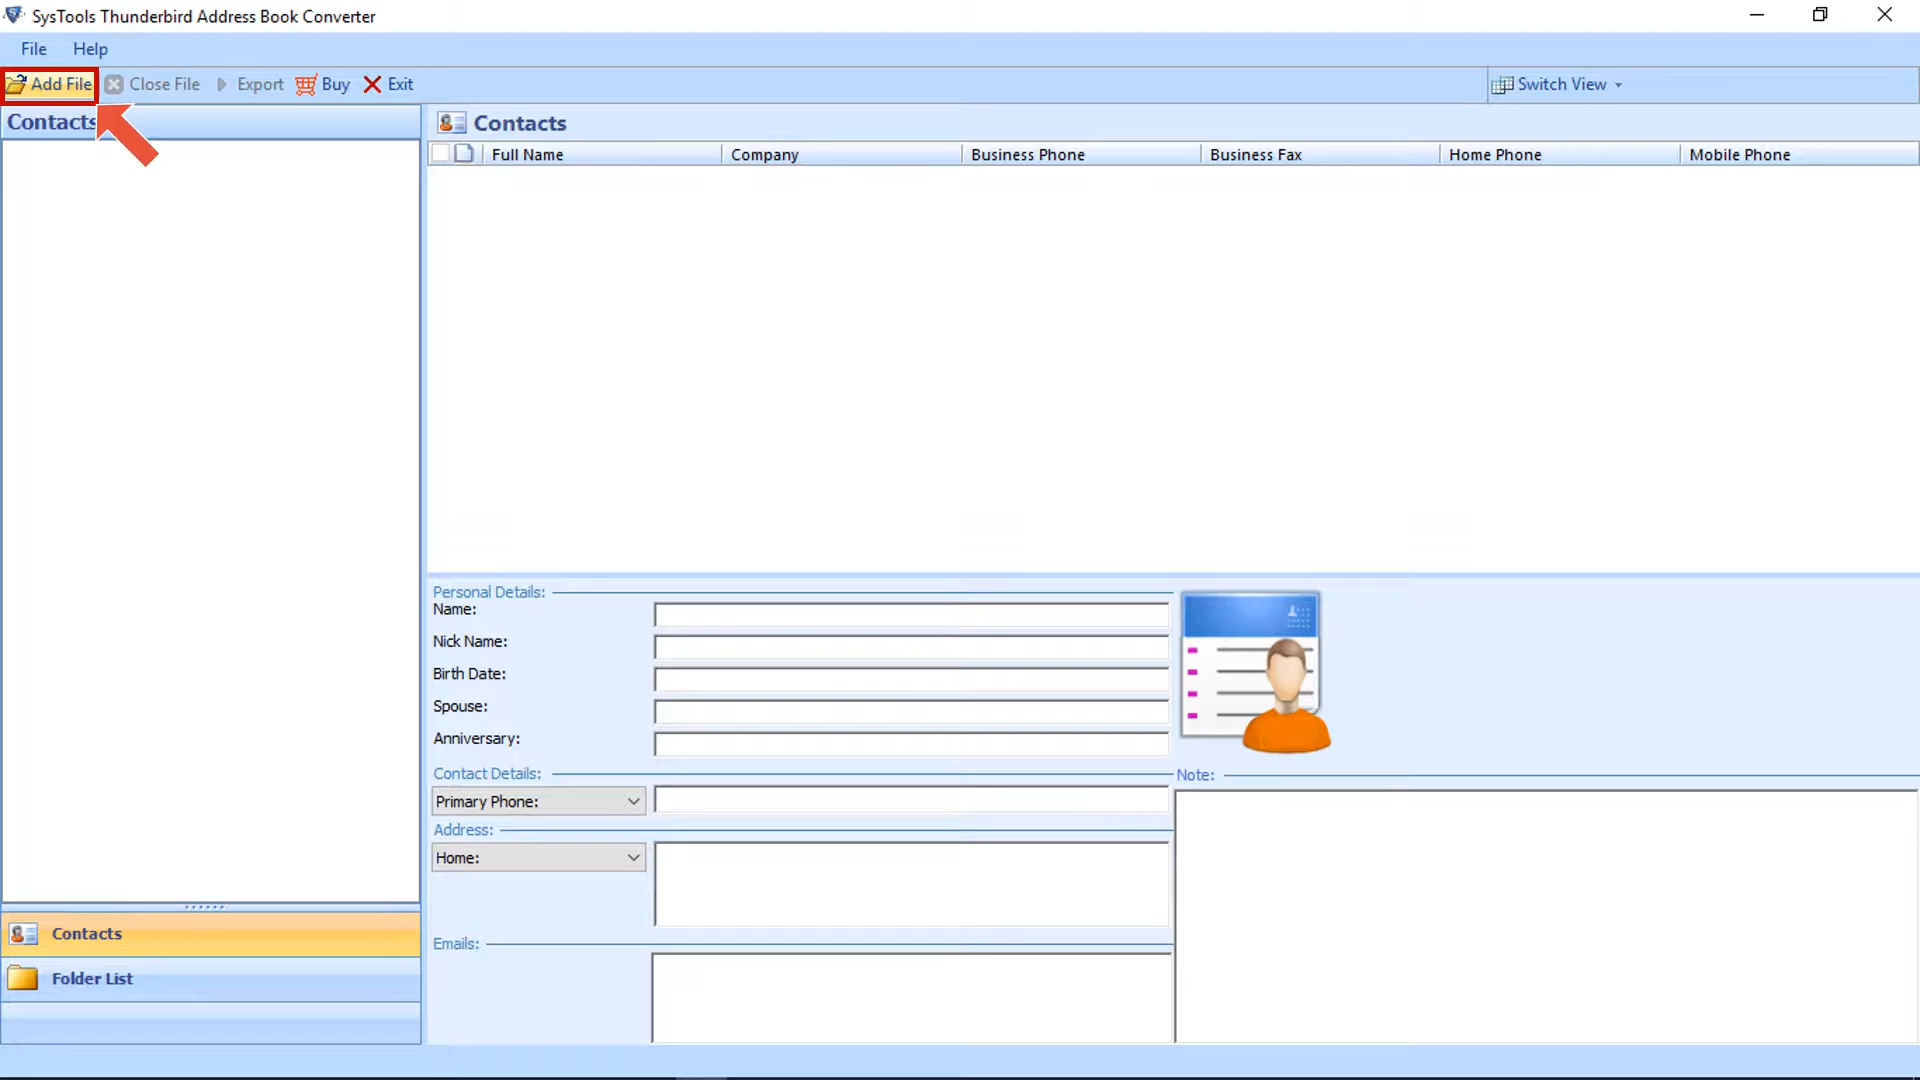 SysTools Thunderbird Address Book Converter
File Help
Add File Close File Export Buy Exit Switch View
Contacts
Contacts
Full Name Company Business Phone Business Fax Home Phone Mobile Phone
Personal Details:
Name:
Nick Name:
Birth Date:
Spouse:
Anniversary:
Contact Details:
Note:
Primary Phone:
Address:
Home:
Emails:
Contacts
Folder List